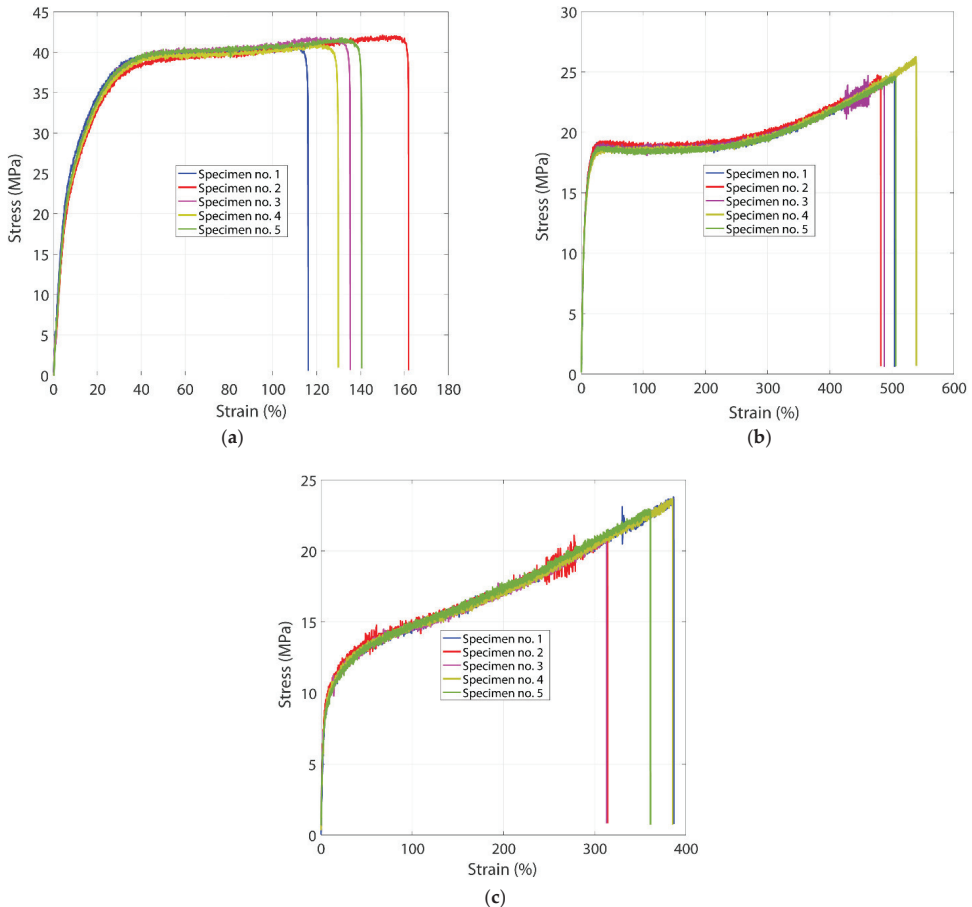 45
40
35
30
25
20
15
10
5
0
Stress (MPa)
Specimen no. 1
Specimen no. 2
Specimen no. 3
Specimen no. 4
Specimen no. 5
0 20 40 60 80 100 120 140 160 180
Strain (%)
(a)
30
25
20
15
10
5
0
Stress (MPa)
Specimen no. 1
Specimen no. 2
Specimen no. 3
Specimen no. 4
Specimen no. 5
0 100 200 300 400 500 600
Strain (%)
(b)
25
20
15
10
5
0
Stress (MPa)
Specimen no. 1
Specimen no. 2
Specimen no. 3
Specimen no. 4
Specimen no. 5
0 100 200 300 400
Strain (%)
(c)